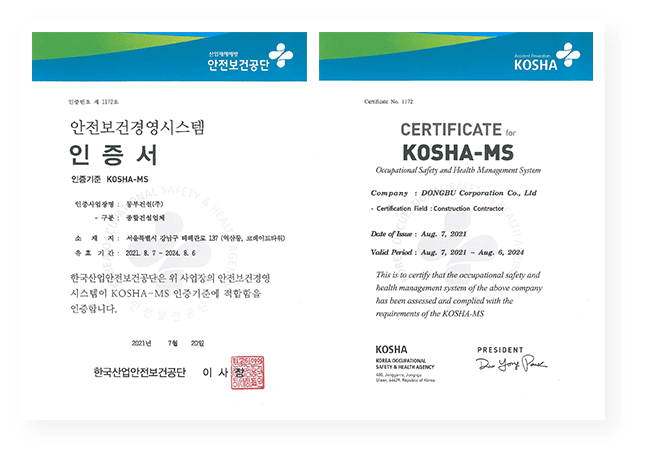 산업재해예방
안전보건공단
인증번호 제 1172호
안전보건경영시스템
인 증 서
인증기준 KOSHA-MS
인증사업장명 : 동부건설(주)
- 구분 : 종합건설업체
소 재 지 : 서울특별시 강남구 테헤란로 137 (역삼동, 코레이트타워)
유 효 기 간 : 2021. 8. 7 ~ 2024. 8. 6
한국산업안전보건공단은 위 사업장의 안전보건경영
시스템이 KOSHA-MS 인증기준에 적합함을
인증합니다.
2021년 7월 20일
한국산업안전보건공단 이 사 장
Accident Prevention
KOSHA
Certificate No. 1172
CERTIFICATE for
KOSHA-MS
Occupational Safety and Health Management System
Company : DONGBU Corporation Co., Ltd
- Certification Field : Construction Contractor
Date of Issue : Aug. 7, 2021
Valid Period : Aug. 7, 2021 - Aug. 6, 2024
This is to certify that the occupational safety and
health management system of the above company
has been assessed and complied with the
requirements of the KOSHA-MS
KOSHA
KOREA OCCUPATIONAL
SAFETY & HEALTH AGENCY
400, Jongga-ro, Jung-gu
Ulsan, 44429, Republic of Korea
PRESIDENT